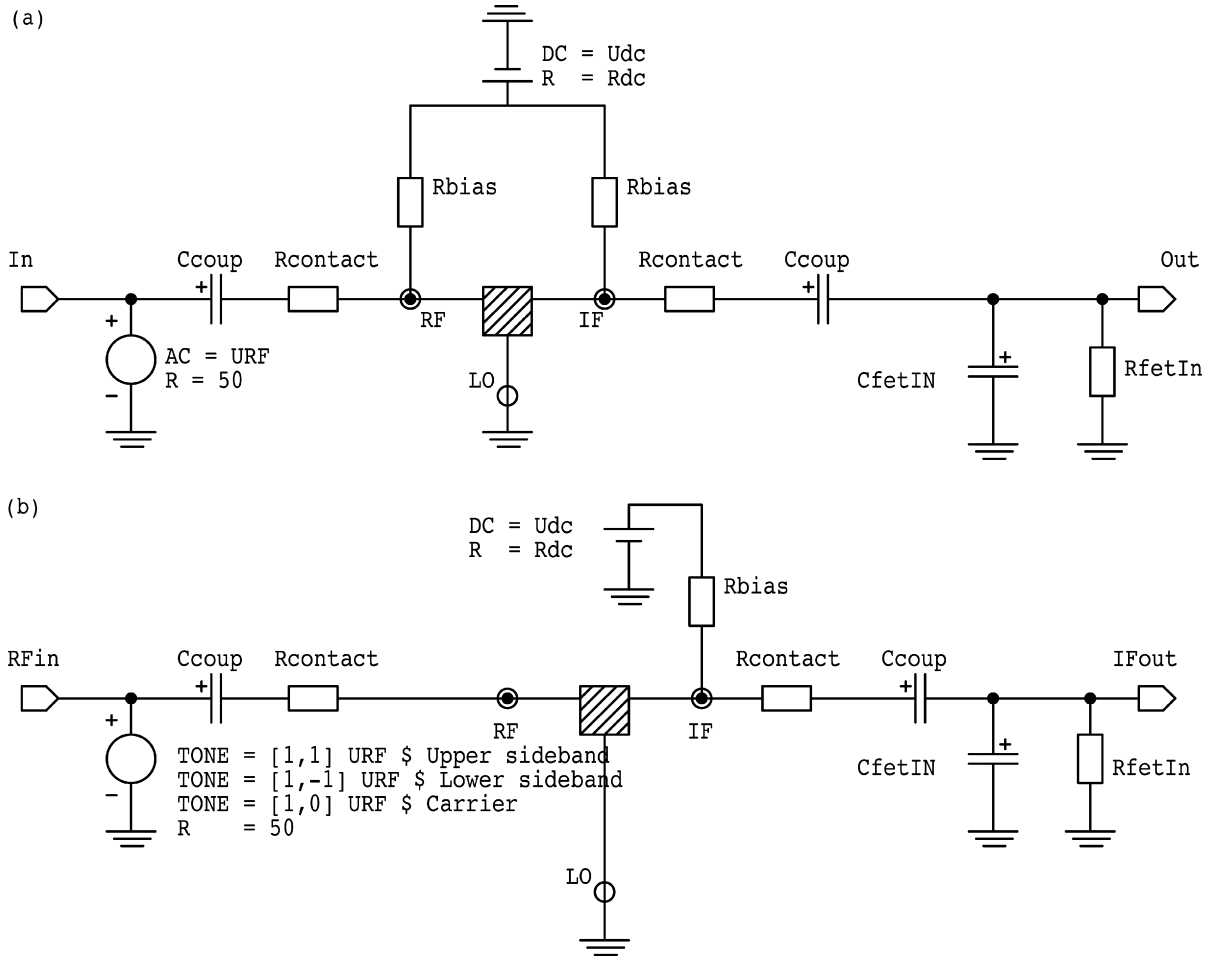 (a)
DC = Udc
R  = Rdc
Rbias
Rbias
In
Ccoup
Rcontact
Rcontact
Ccoup
Out
+
+
+
RF
IF
AC = URF
R = 50
-
LO
+
CfetIN
RfetIn
(b)
DC = Udc
R  = Rdc
Rbias
RFin
Ccoup
Rcontact
Rcontact
Ccoup
IFout
+
+
+
RF
IF
TONE = [1,1] URF $ Upper sideband
TONE = [1,-1] URF $ Lower sideband
TONE = [1,0] URF $ Carrier
R    = 50
-
+
CfetIN
RfetIn
LO